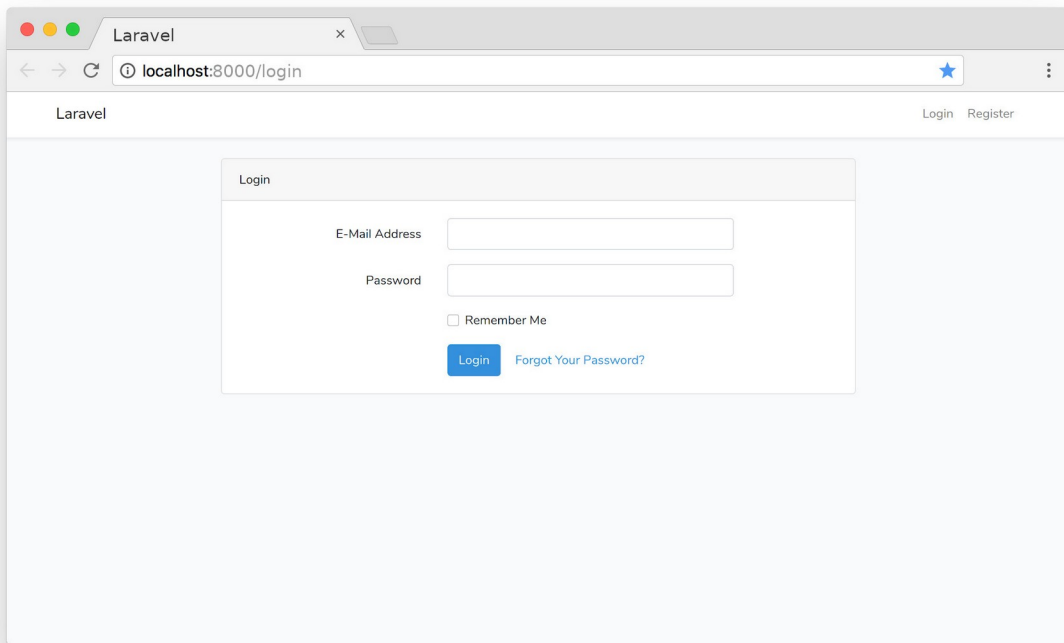 Laravel
localhost:8000/login
Laravel
Login Register
Login
E-Mail Address
Password
Remember Me
Login Forgot Your Password?